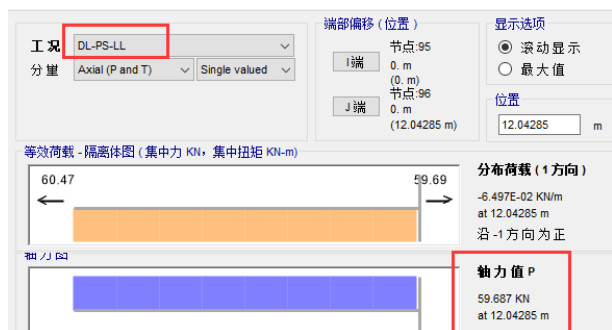 端部偏移（位置）
显示选项
工况
DL-PS-LL
分量
Axial (P and T)
Single valued
I端
节点:95
0. m
(0. m)
J端
节点:96
0. m
(12.04285 m)
滚动显示
最大值
位置
12.04285
m
等效荷载 - 隔离体图 (集中力 KN，集中扭矩 KN-m)
60.47
59.69
分布荷载 (1方向)
-6.497E-02 KN/m
at 12.04285 m
沿 -1 方向为正
轴力图
轴力值 P
59.687 KN
at 12.04285 m